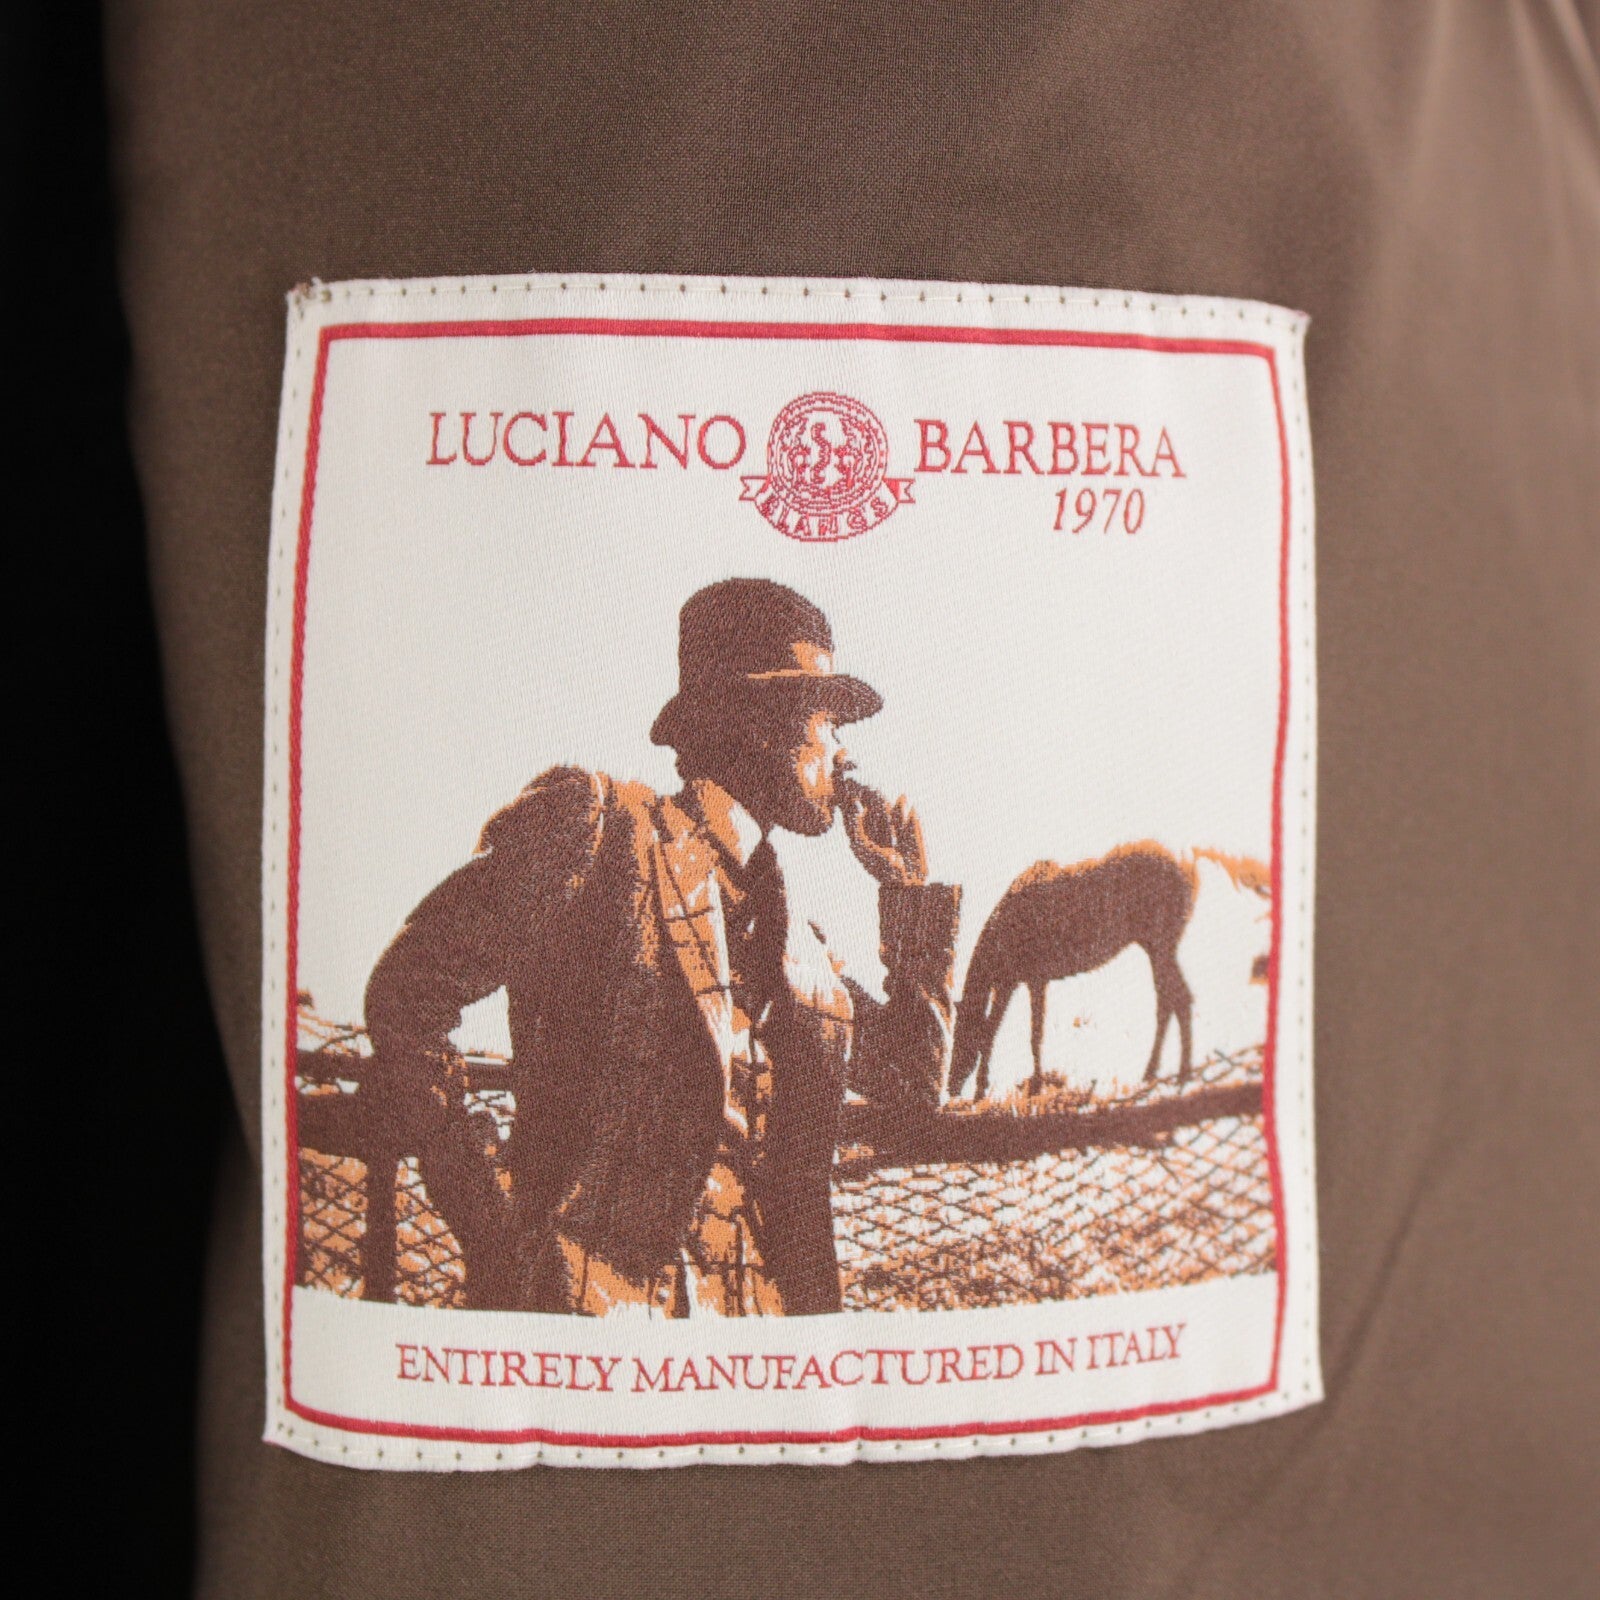 LUCIANO BARBERA
1970
ENTIRELY MANUFACTURED IN ITALY